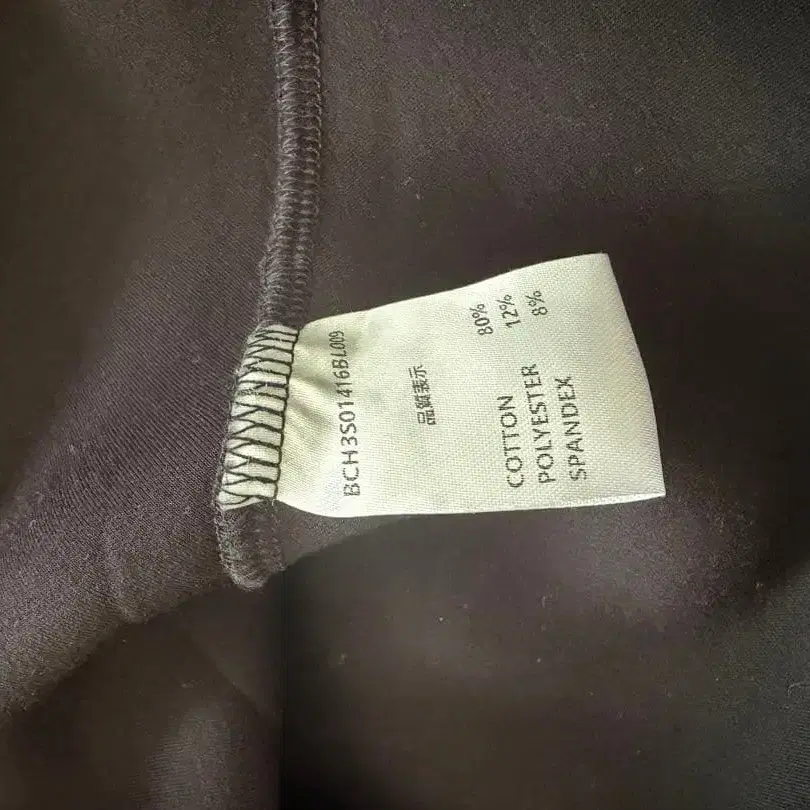 BCH3S01416BL009
品質表示
COTTON 80%
POLYESTER 12%
SPANDEX 8%